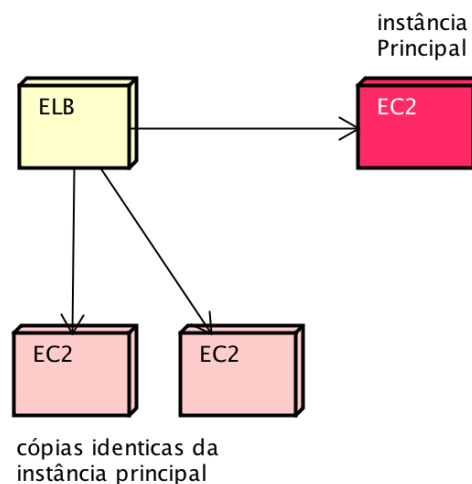 instância
Principal
ELB
EC2
EC2
EC2
cópias identicas da
instância principal